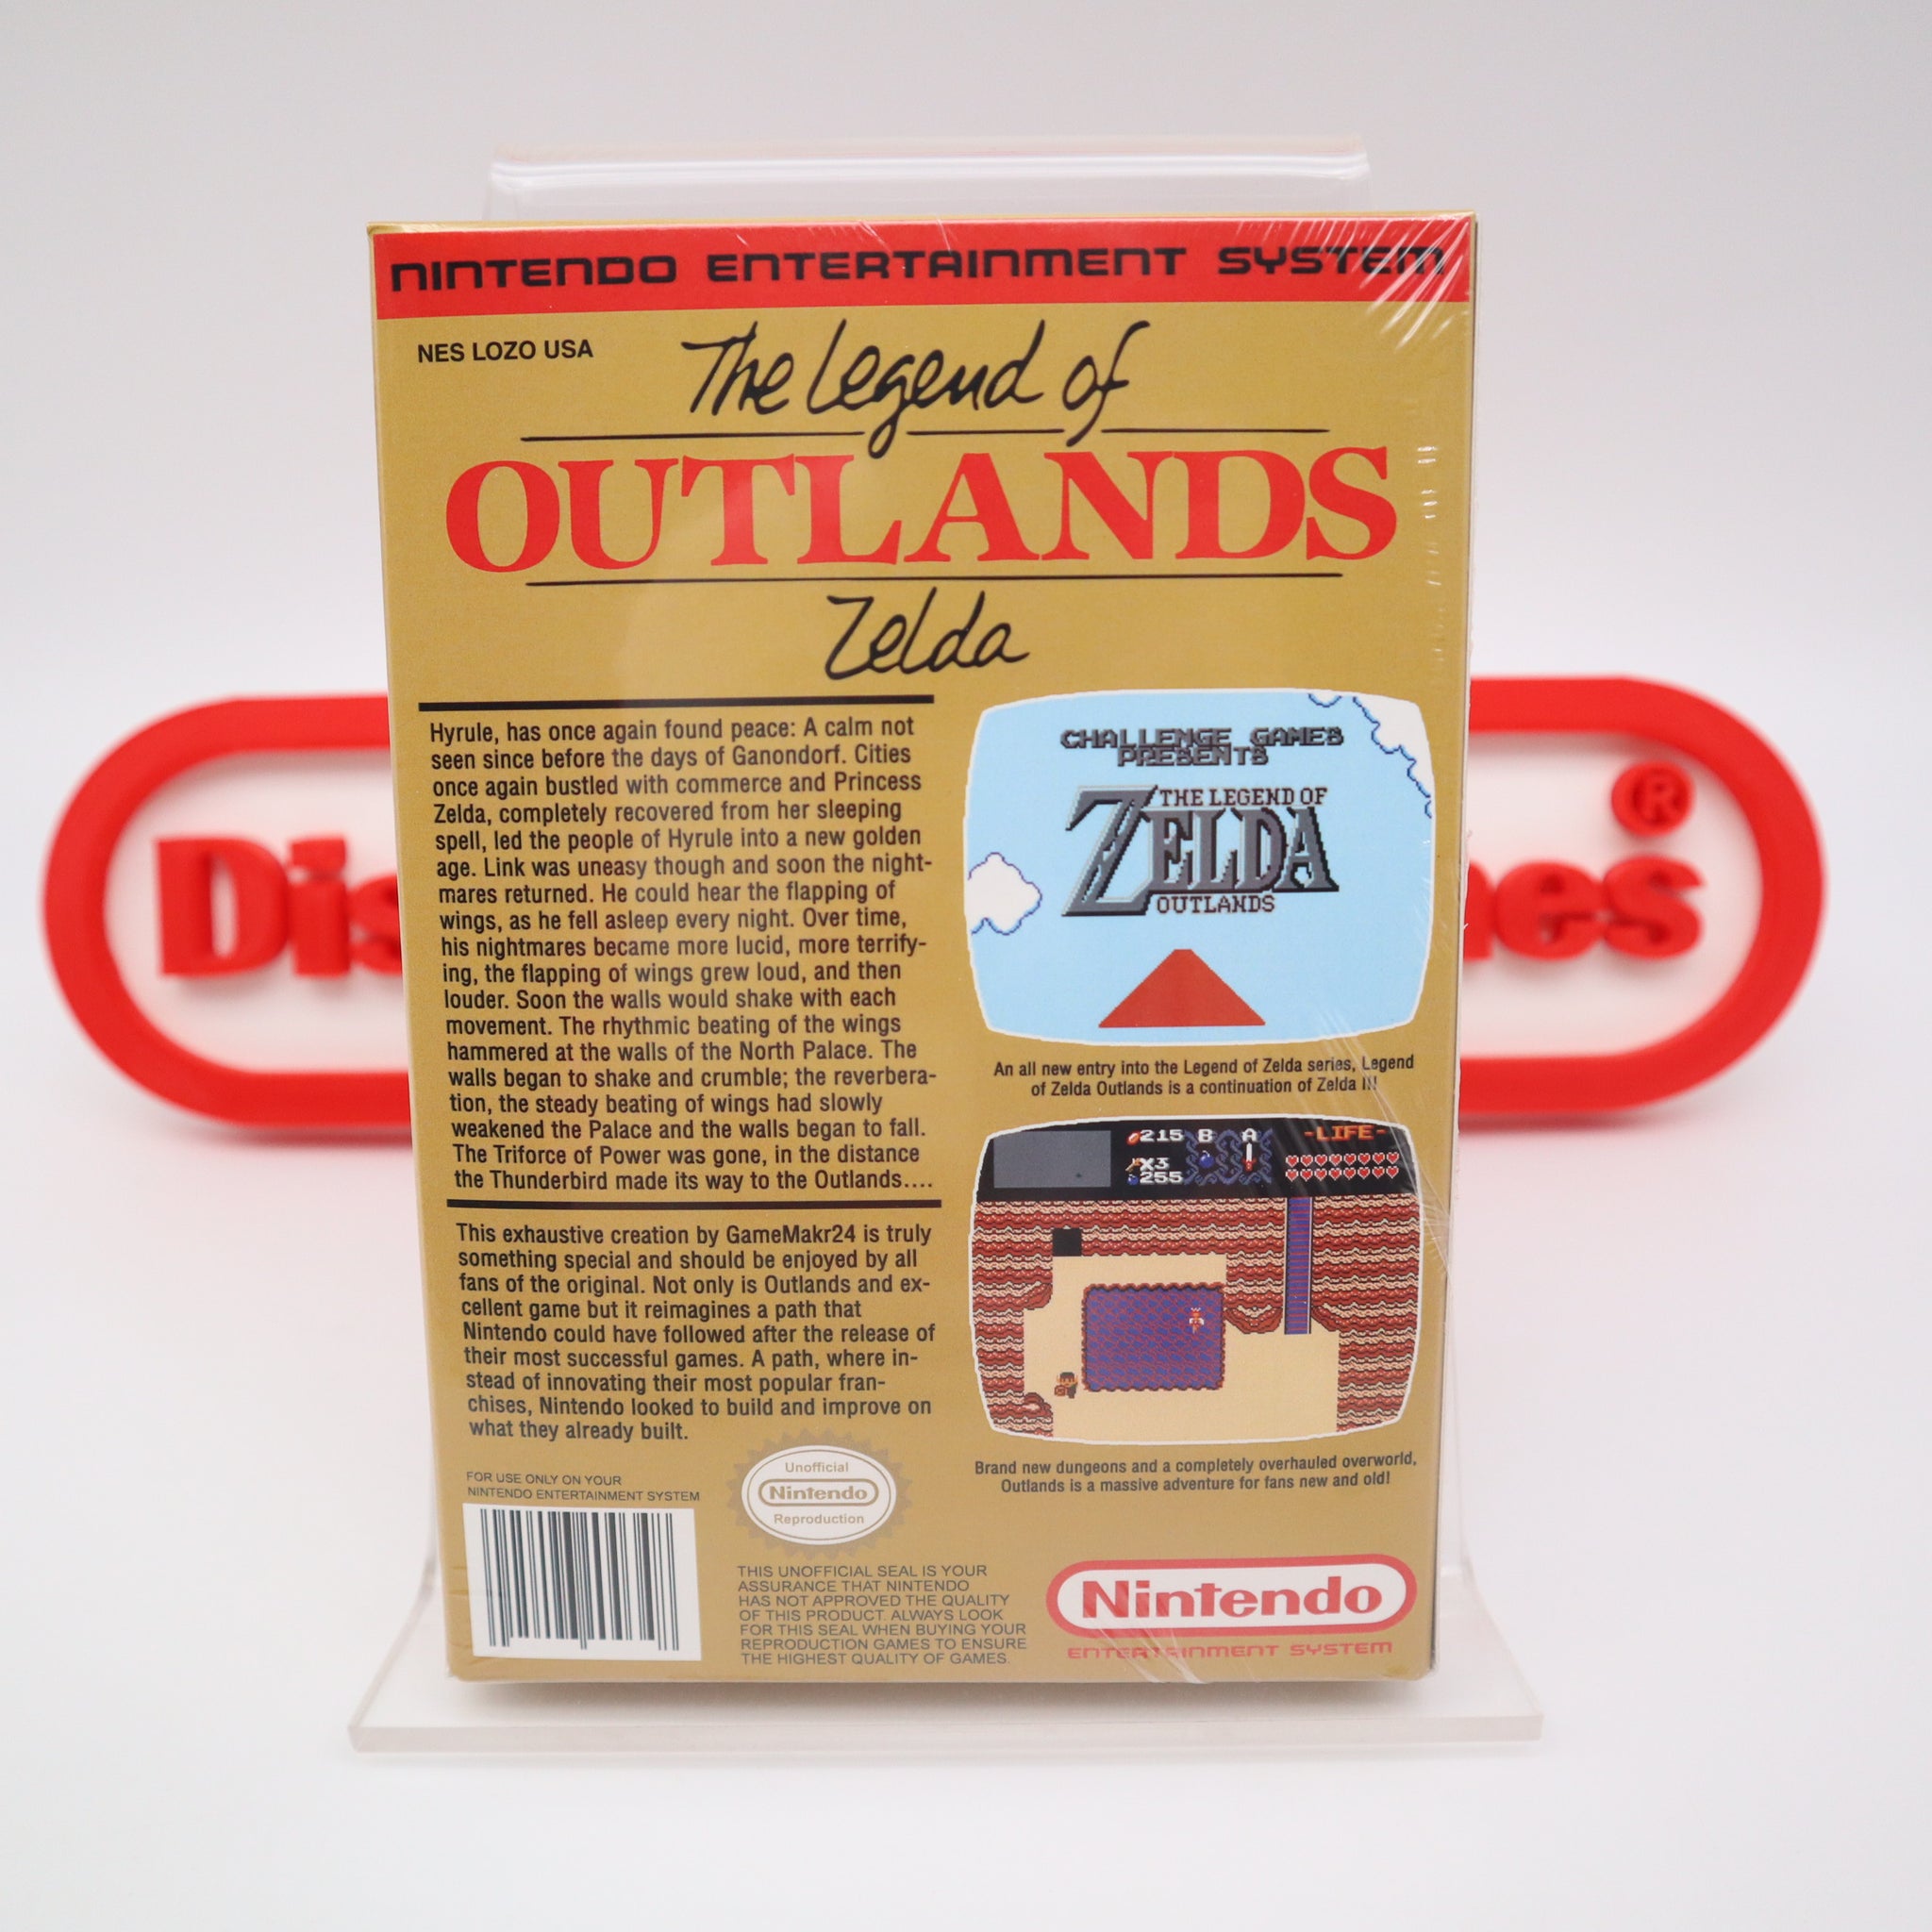 NINTENDO ENTERTAINMENT SYSTEM
NES LOZO USA
The Legend of
OUTLANDS
Zelda
Hyrule, has once again found peace: A calm not
seen since before the days of Ganondorf. Cities
once again bustled with commerce and Princess
Zelda, completely recovered from her sleeping
spell, led the people of Hyrule into a new golden
age. Link was uneasy though and soon the night-
mares returned. He could hear the flapping of
wings, as he fell asleep every night. Over time,
his nightmares became more lucid, more terrify-
ing, the flapping of wings grew loud, and then
louder. Soon the walls would shake with each
movement. The rhythmic beating of the wings
hammered at the walls of the North Palace. The
walls began to shake and crumble; the reverbera-
tion, the steady beating of wings had slowly
weakened the Palace and the walls began to fall.
The Triforce of Power was gone, in the distance
the Thunderbird made its way to the Outlands....
This exhaustive creation by GameMakr24 is truly
something special and should be enjoyed by all
fans of the original. Not only is Outlands and ex-
cellent game but it reimagines a path that
Nintendo could have followed after the release of
their most successful games. A path, where in-
stead of innovating their most popular fran-
chises, Nintendo looked to build and improve on
what they already built.
CHALLENGE GAMES
PRESENTS
THE LEGEND OF
ZELDA
OUTLANDS
An all new entry into the Legend of Zelda series, Legend
of Zelda Outlands is a continuation of Zelda II!
215 B A -LIFE-
X3
255
Brand new dungeons and a completely overhauled overworld,
Outlands is a massive adventure for fans new and old!
FOR USE ONLY ON YOUR
NINTENDO ENTERTAINMENT SYSTEM
Unofficial
Nintendo
Reproduction
THIS UNOFFICIAL SEAL IS YOUR
ASSURANCE THAT NINTENDO
HAS NOT APPROVED THE QUALITY
OF THIS PRODUCT. ALWAYS LOOK
FOR THIS SEAL WHEN BUYING YOUR
REPRODUCTION GAMES TO ENSURE
THE HIGHEST QUALITY OF GAMES.
Nintendo
ENTERTAINMENT SYSTEM
®